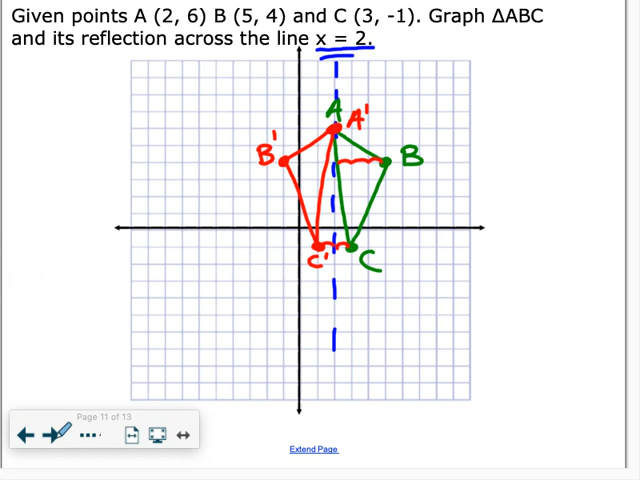 Given points A (2, 6) B (5, 4) and C (3, -1). Graph ΔABC
and its reflection across the line x = 2.
A
A'
B'
B
C'
C
Page 11 of 13
Extend Page